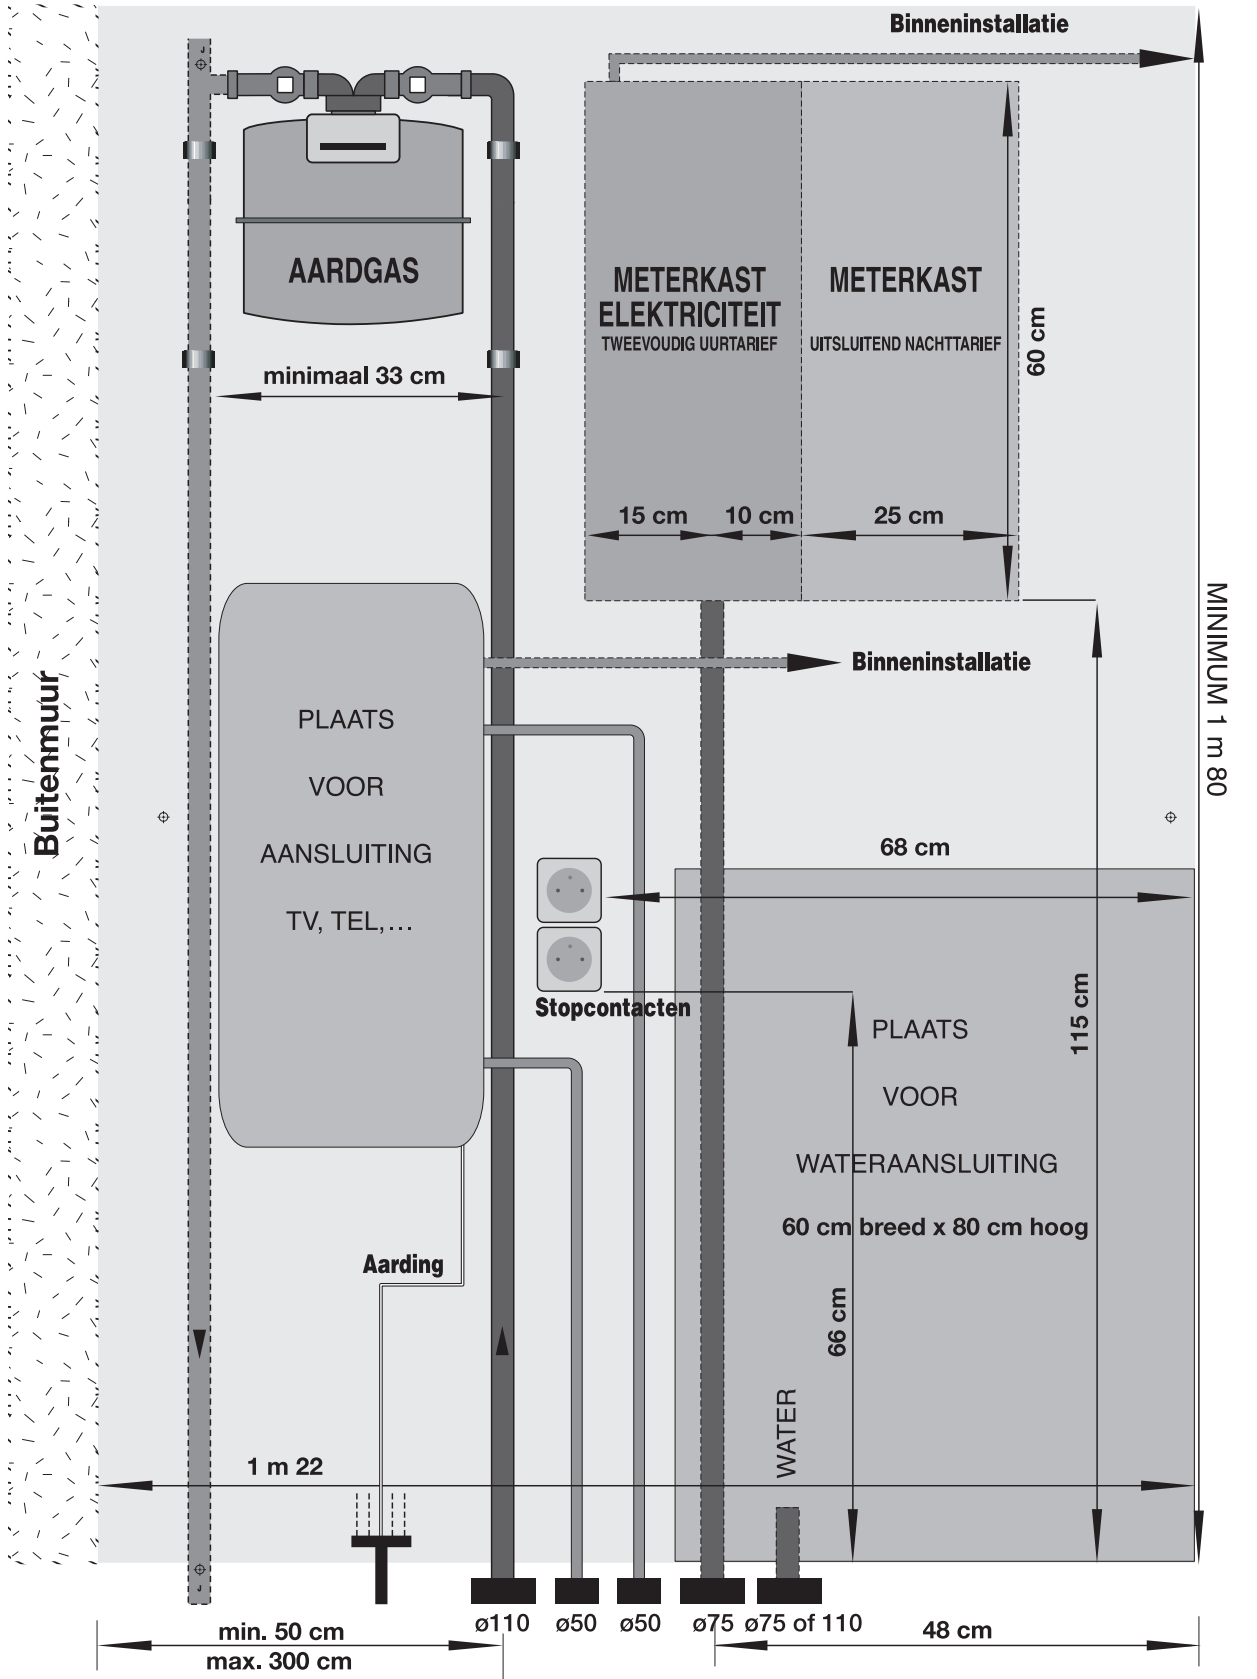 Binneninstallatie
AARDGAS
METERKAST
ELEKTRICITEIT
TWEEVOUDIG UURTARIEF
METERKAST
UITSLUITEND NACHTTARIEF
60 cm
minimaal 33 cm
15 cm
10 cm
25 cm
MINIMUM 1 m 80
Buitenmuur
Binneninstallatie
PLAATS
VOOR
AANSLUITING
TV, TEL,...
68 cm
Stopcontacten
115 cm
PLAATS
VOOR
WATERAANSLUITING
60 cm breed x 80 cm hoog
Aarding
66 cm
WATER
1 m 22
ø110
ø50
ø50
ø75
ø75 of 110
min. 50 cm
max. 300 cm
48 cm